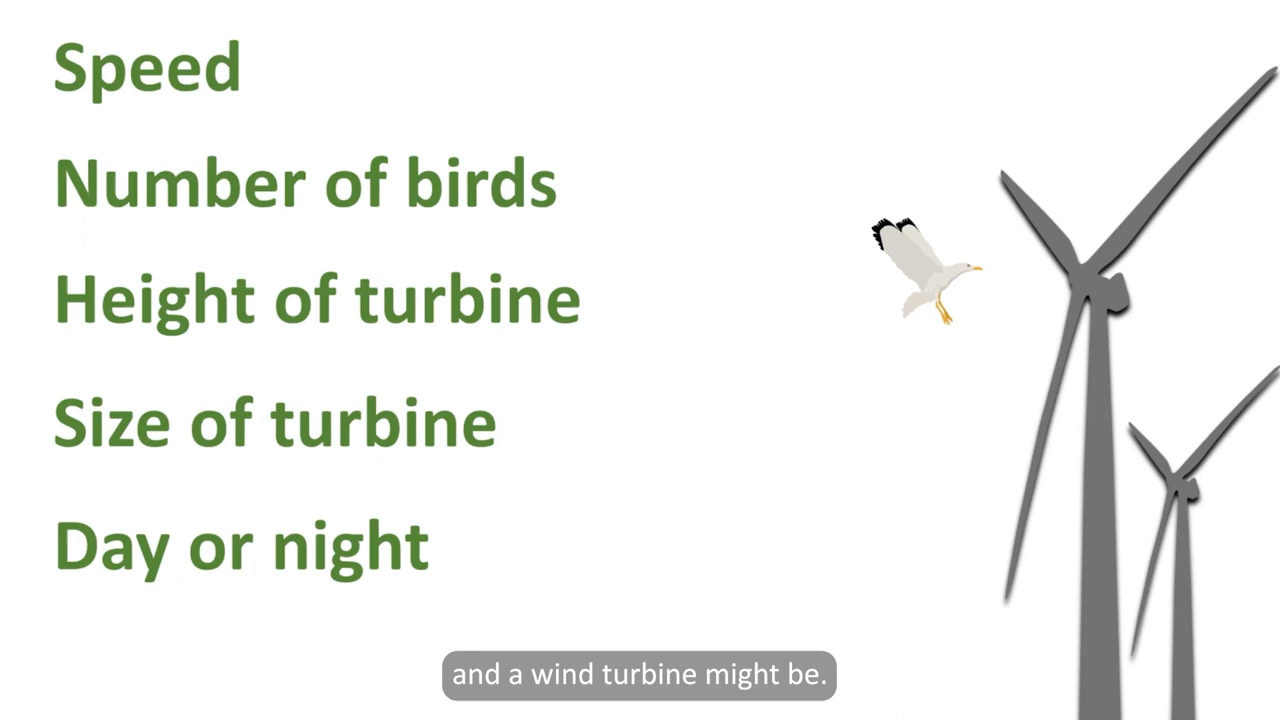 Speed
Number of birds
Height of turbine
Size of turbine
Day or night
and a wind turbine might be.